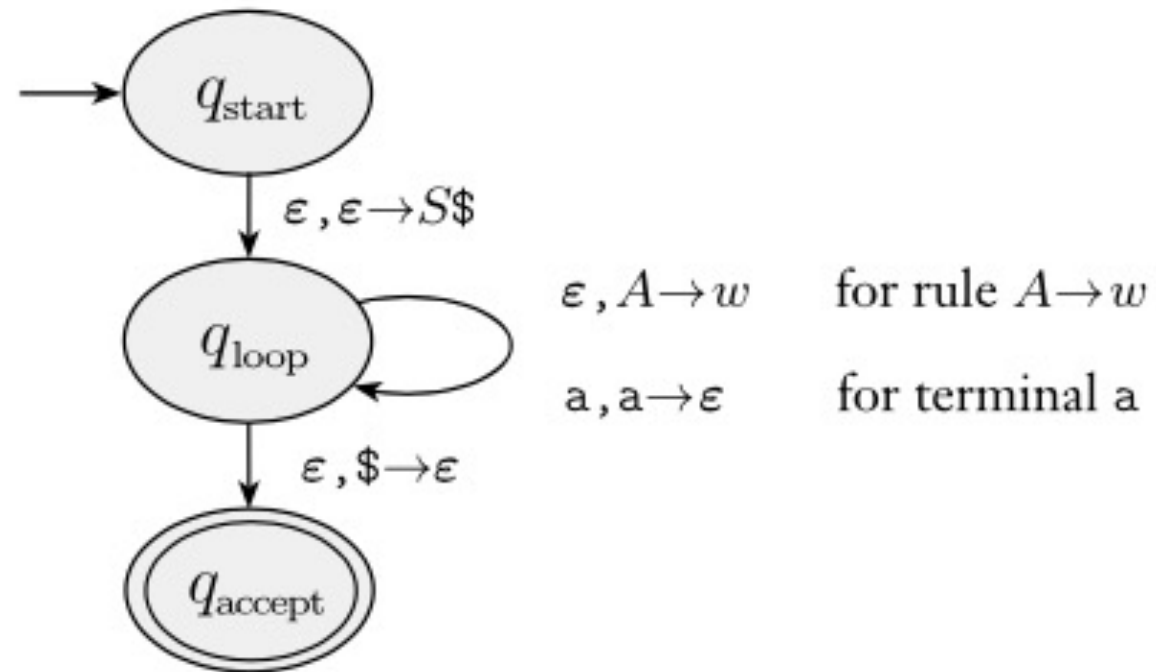 q_start
ε,ε→S$
q_loop
ε,A→w for rule A→w
a,a→ε for terminal a
ε,$→ε
q_accept